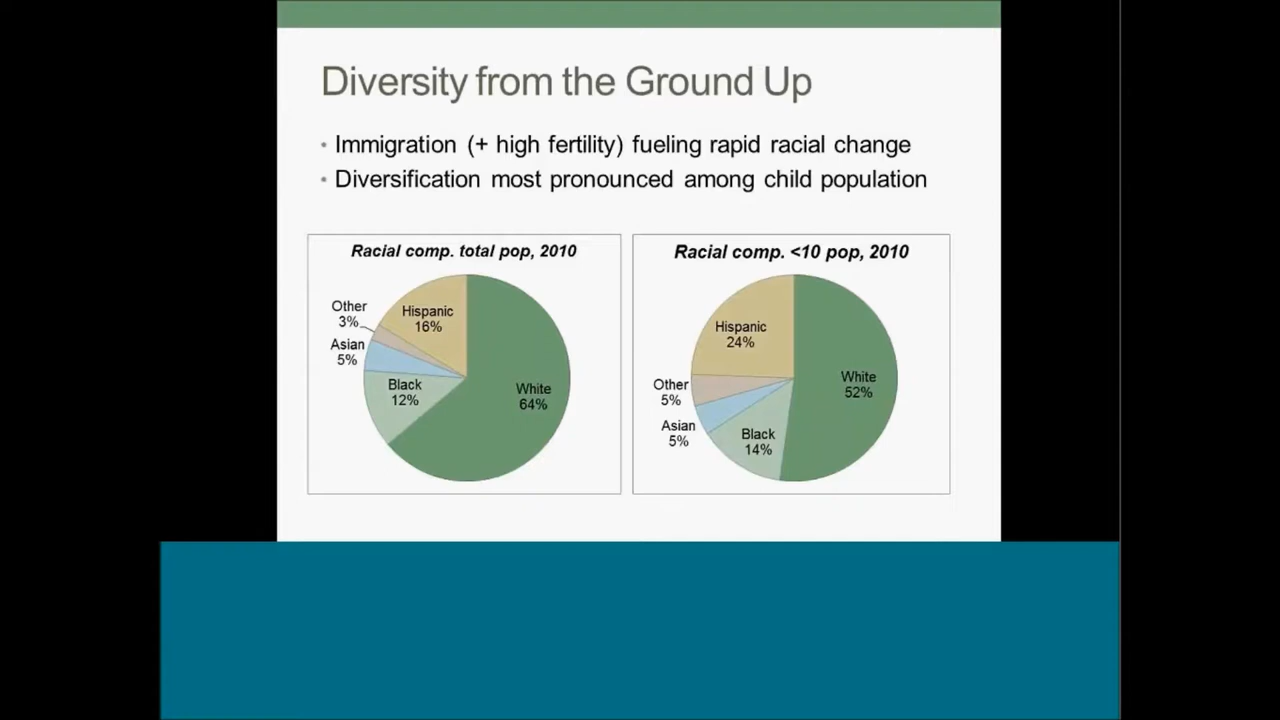 Diversity from the Ground Up
• Immigration (+ high fertility) fueling rapid racial change
• Diversification most pronounced among child population
Racial comp. total pop, 2010
Other
3%
Hispanic
16%
Asian
5%
Black
12%
White
64%
Racial comp. <10 pop, 2010
Hispanic
24%
Other
5%
Asian
5%
Black
14%
White
52%